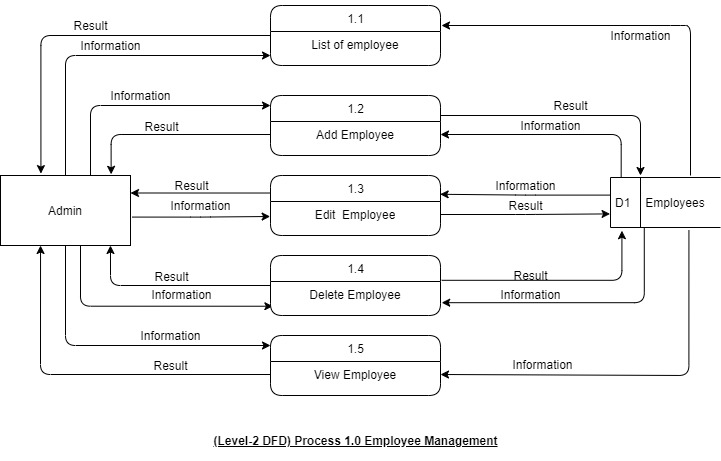 1.1
Result
Information
List of employee
Information
Information
1.2
Result
Result
Add Employee
Information
1.3
Result
Information
Information
Result
Admin
Edit Employee
D1
Employees
1.4
Result
Result
Information
Delete Employee
Information
Information
1.5
Result
View Employee
Information
(Level-2 DFD) Process 1.0 Employee Management